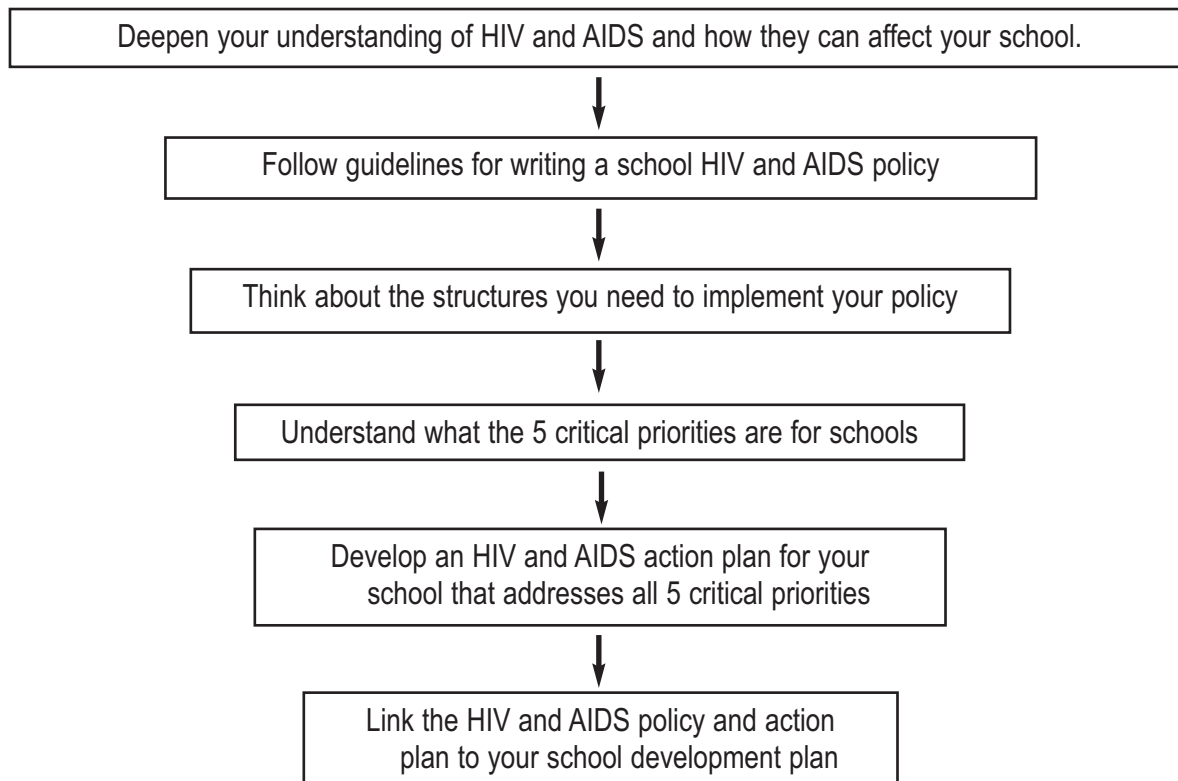 Deepen your understanding of HIV and AIDS and how they can affect your school.
Follow guidelines for writing a school HIV and AIDS policy
Think about the structures you need to implement your policy
Understand what the 5 critical priorities are for schools
Develop an HIV and AIDS action plan for your
school that addresses all 5 critical priorities
Link the HIV and AIDS policy and action
plan to your school development plan